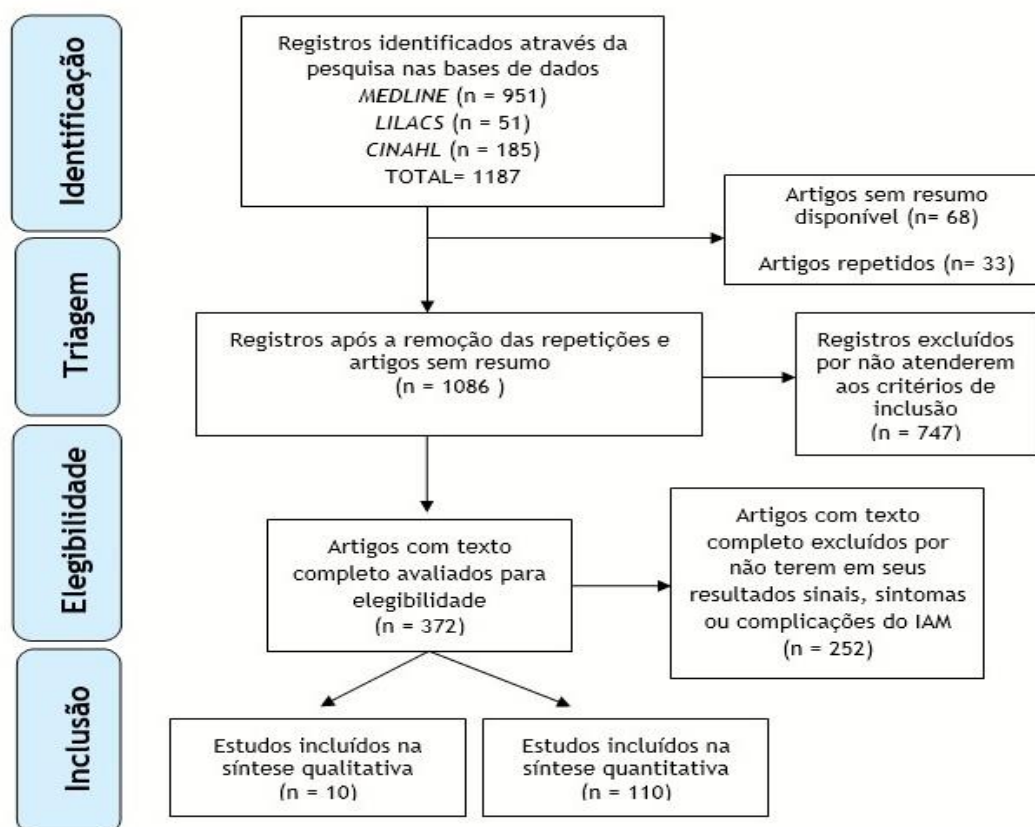 Identificação
Registros identificados através da
pesquisa nas bases de dados
MEDLINE (n = 951)
LILACS (n = 51)
CINAHL (n = 185)
TOTAL= 1187
Artigos sem resumo
disponível (n= 68)
Artigos repetidos (n= 33)
Triagem
Registros após a remoção das repetições e
artigos sem resumo
(n = 1086 )
Registros excluídos
por não atenderem
aos critérios de
inclusão
(n = 747)
Elegibilidade
Artigos com texto
completo avaliados para
elegibilidade
(n = 372)
Artigos com texto
completo excluídos por
não terem em seus
resultados sinais, sintomas
ou complicações do IAM
(n = 252)
Inclusão
Estudos incluídos na
síntese qualitativa
(n = 10)
Estudos incluídos na
síntese quantitativa
(n = 110)